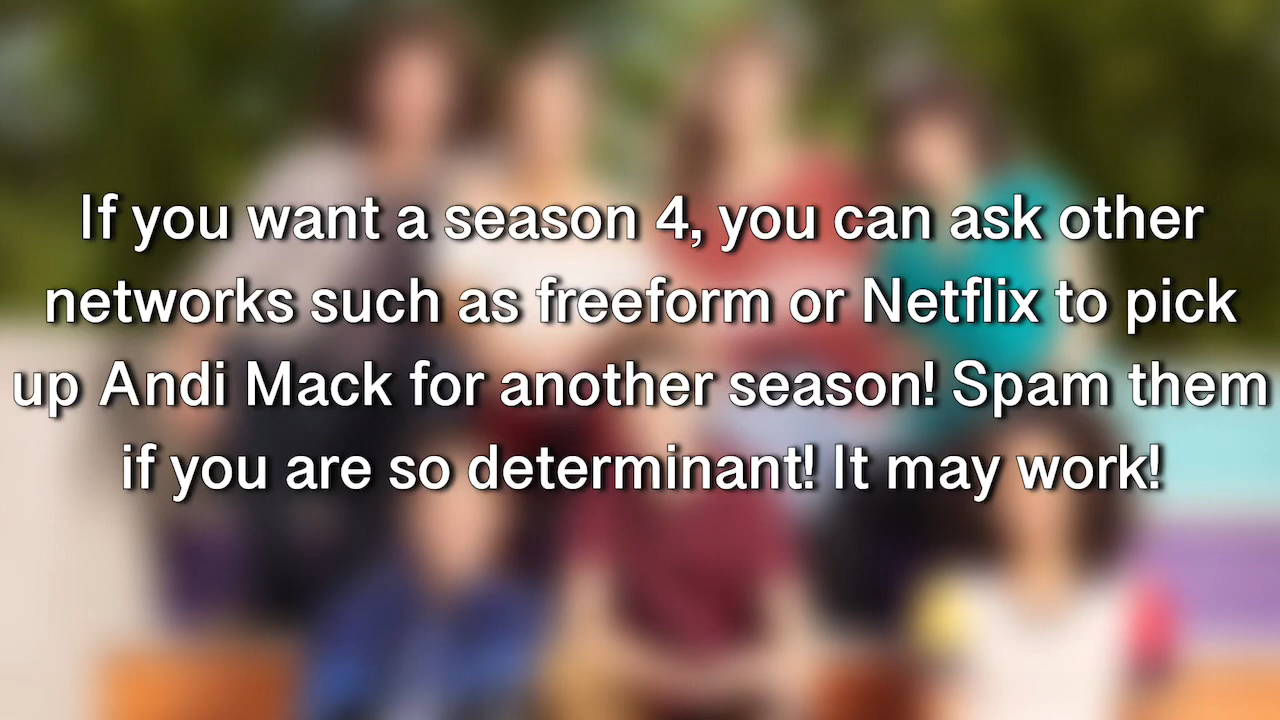 If you want a season 4, you can ask other
networks such as freeform or Netflix to pick
up Andi Mack for another season! Spam them
if you are so determinant! It may work!